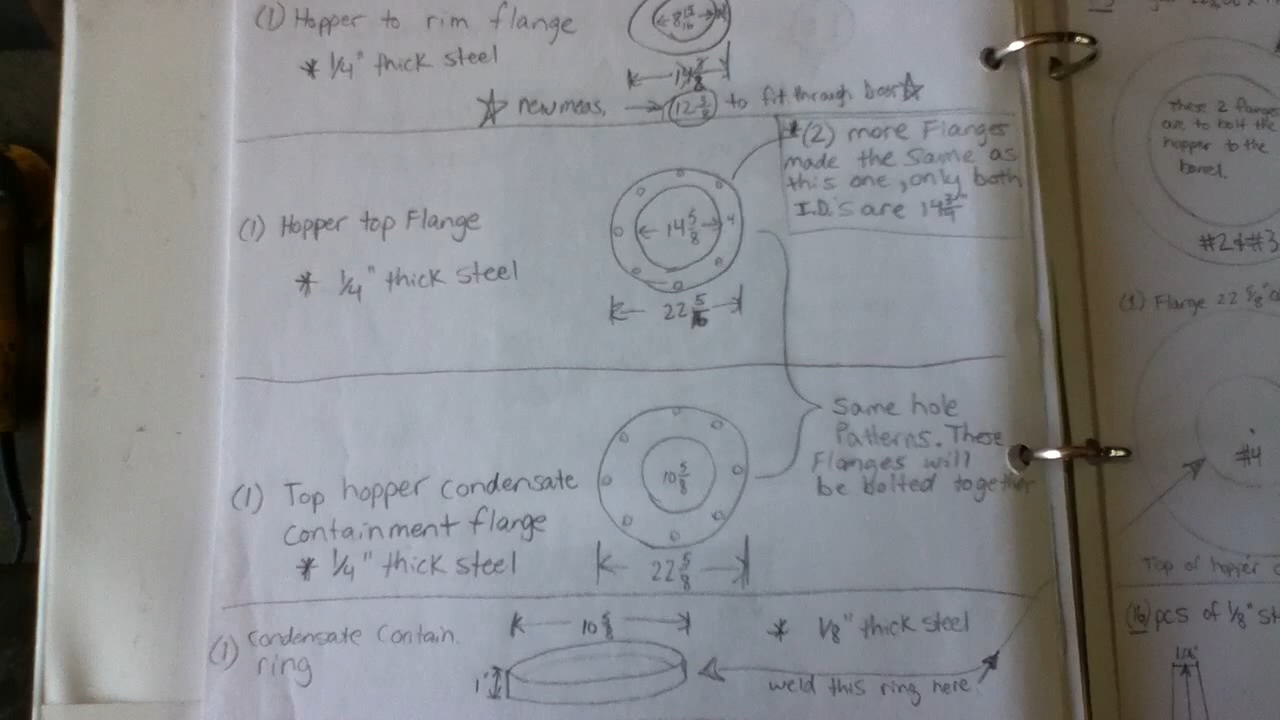 (1) Hopper to rim flange
* 1/4" thick steel
8 15/16
14 7/8
☆ new meas. → 12 3/8 to fit through box ☆
*(2) more Flanges
made the same as
this one, only both
I.D.'s are 14 3/4"
(1) Hopper top Flange
* 1/4" thick steel
14 5/8
22 5/8
Same hole
Patterns. These
Flanges will
be bolted together
(1) Top hopper condensate
containment flange
* 1/4" thick steel
10 5/8
22 5/8
(1) Condensate Contain.
ring
10 5/8
1"
* 1/8" thick steel
weld this ring here.
These 2 flanges
are to bolt the
hopper to the
barrel.
#2&#3
(1) Flange 22 5/8"
#4
Top of hopper
(16) pcs of 1/8"